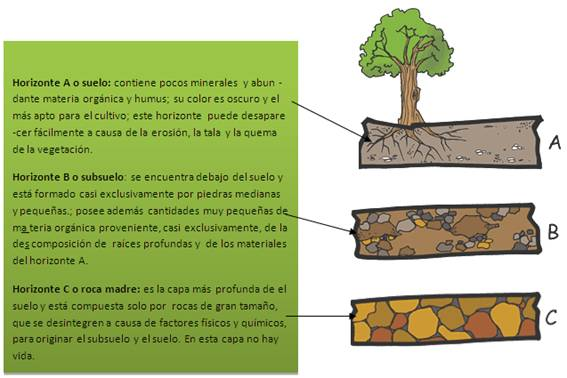 Horizonte A o suelo: contiene pocos minerales y abun -
dante materia orgánica y humus; su color es oscuro y el
más apto para el cultivo; este horizonte puede desapare
-cer fácilmente a causa de la erosión, la tala y la quema
de la vegetación.
Horizonte B o subsuelo: se encuentra debajo del suelo y
está formado casi exclusivamente por piedras medianas
y pequeñas.; posee además cantidades muy pequeñas de
ma teria orgánica proveniente, casi exclusivamente, de la
des composición de raíces profundas y de los materiales
del horizonte A.
Horizonte C o roca madre: es la capa más profunda de el
suelo y está compuesta solo por rocas de gran tamaño,
que se desintegren a causa de factores físicos y químicos,
para originar el subsuelo y el suelo. En esta capa no hay
vida.
A
B
C